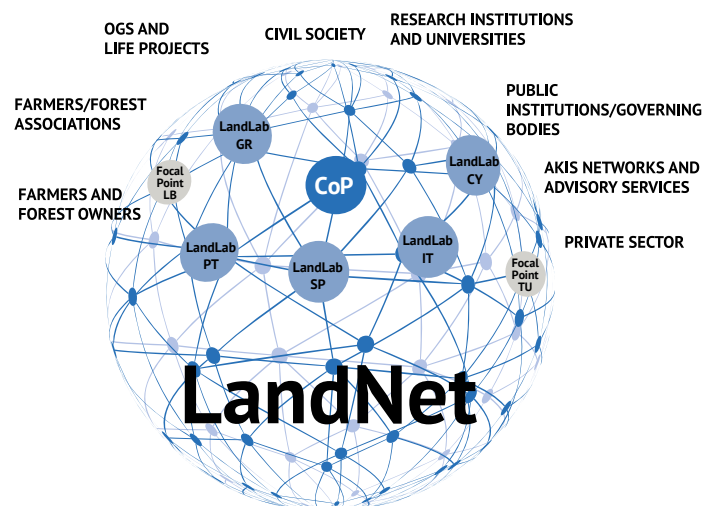 OGS AND
LIFE PROJECTS
CIVIL SOCIETY
RESEARCH INSTITUTIONS
AND UNIVERSITIES
FARMERS/FOREST
ASSOCIATIONS
PUBLIC
INSTITUTIONS/GOVERNING
BODIES
LandLab
GR
Focal
Point
LB
CoP
LandLab
CY
AKIS NETWORKS AND
ADVISORY SERVICES
FARMERS AND
FOREST OWNERS
LandLab
PT
LandLab
SP
LandLab
IT
PRIVATE SECTOR
Focal
Point
TU
LandNet